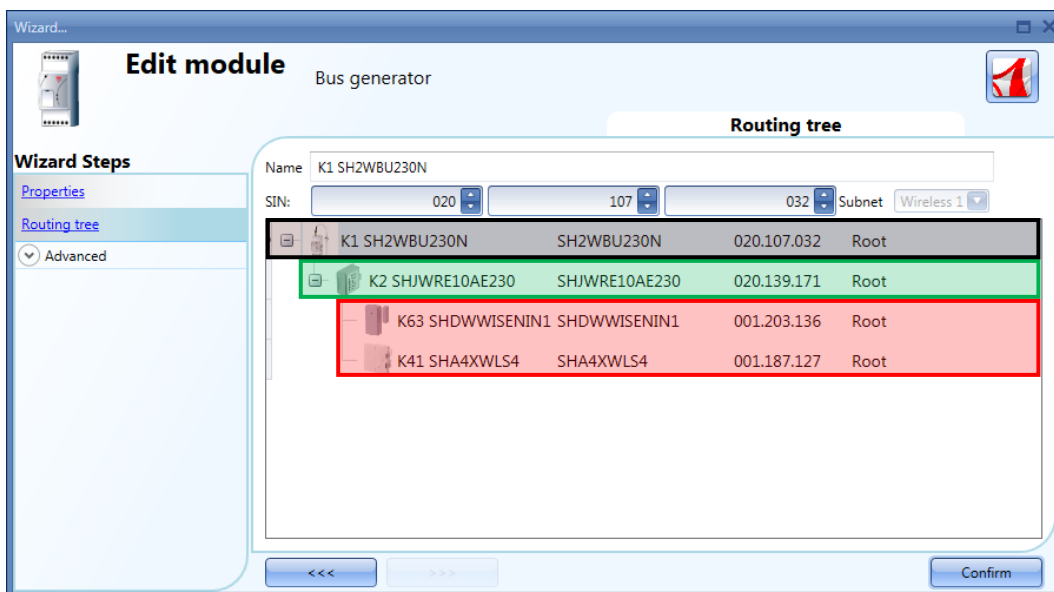 Wizard...
Edit module
Bus generator
Routing tree
Wizard Steps
Properties
Routing tree
Advanced
Name K1 SH2WBU230N
SIN: 020 107 032 Subnet Wireless 1
K1 SH2WBU230N SH2WBU230N 020.107.032 Root
K2 SHJWRE10AE230 SHJWRE10AE230 020.139.171 Root
K63 SHDWWISENIN1 SHDWWISENIN1 001.203.136 Root
K41 SHA4XWLS4 SHA4XWLS4 001.187.127 Root
<<< >>> Confirm